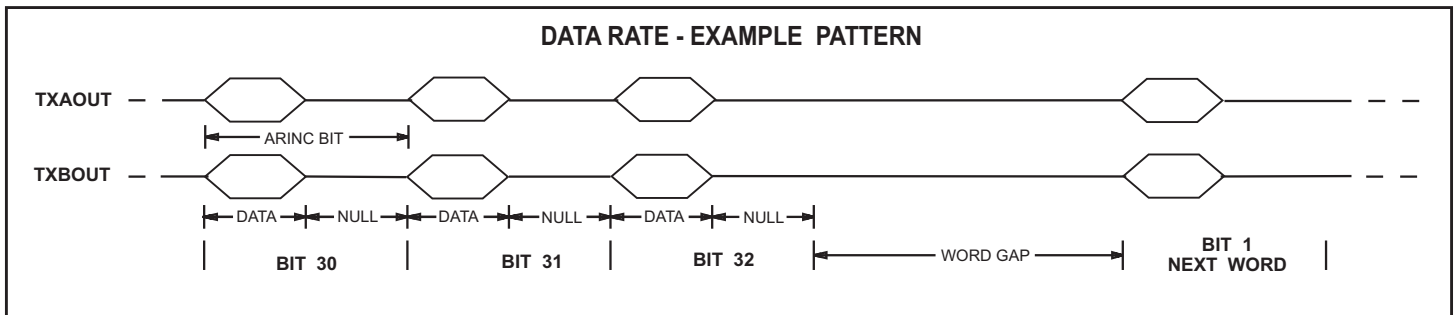 DATA RATE - EXAMPLE PATTERN
TXAOUT
ARINC BIT
TXBOUT
DATA NULL DATA NULL DATA NULL
BIT 30 BIT 31 BIT 32 WORD GAP BIT 1
NEXT WORD